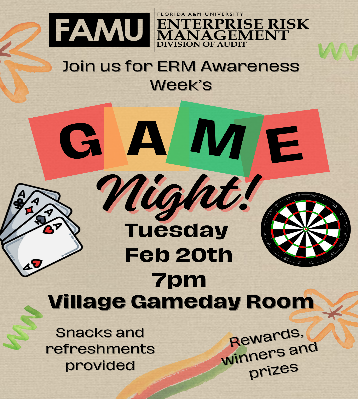 FAMU
FLORIDA A&M UNIVERSITY
ENTERPRISE RISK
MANAGEMENT
DIVISION OF AUDIT
Join us for ERM Awareness
Week's
GAME
Night!
Tuesday
Feb 20th
7pm
Village Gameday Room
Snacks and
refreshments
provided
Rewards,
winners and
prizes